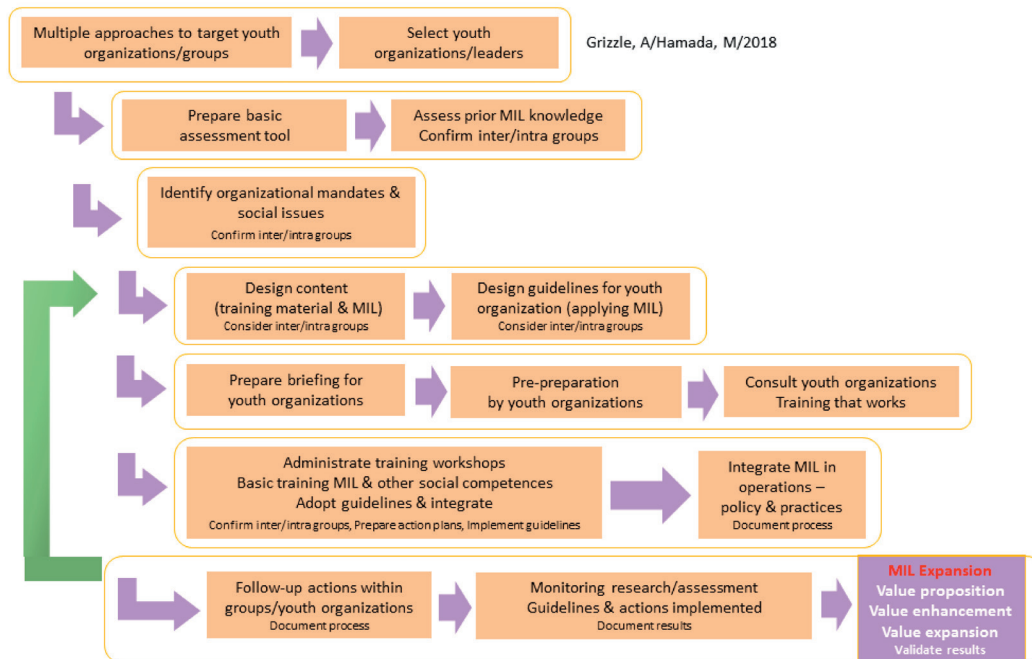 Multiple approaches to target youth
organizations/groups
Select youth
organizations/leaders
Grizzle, A/Hamada, M/2018
Prepare basic
assessment tool
Assess prior MIL knowledge
Confirm inter/intra groups
Identify organizational mandates &
social issues
Confirm inter/intra groups
Design content
(training material & MIL)
Consider inter/intra groups
Design guidelines for youth
organization (applying MIL)
Consider inter/intra groups
Prepare briefing for
youth organizations
Pre-preparation
by youth organizations
Consult youth organizations
Training that works
Administrate training workshops
Basic training MIL & other social competences
Adopt guidelines & integrate
Confirm inter/intra groups, Prepare action plans, Implement guidelines
Integrate MIL in
operations –
policy & practices
Document process
Follow-up actions within
groups/youth organizations
Document process
Monitoring research/assessment
Guidelines & actions implemented
Document results
MIL Expansion
Value proposition
Value enhancement
Value expansion
Validate results